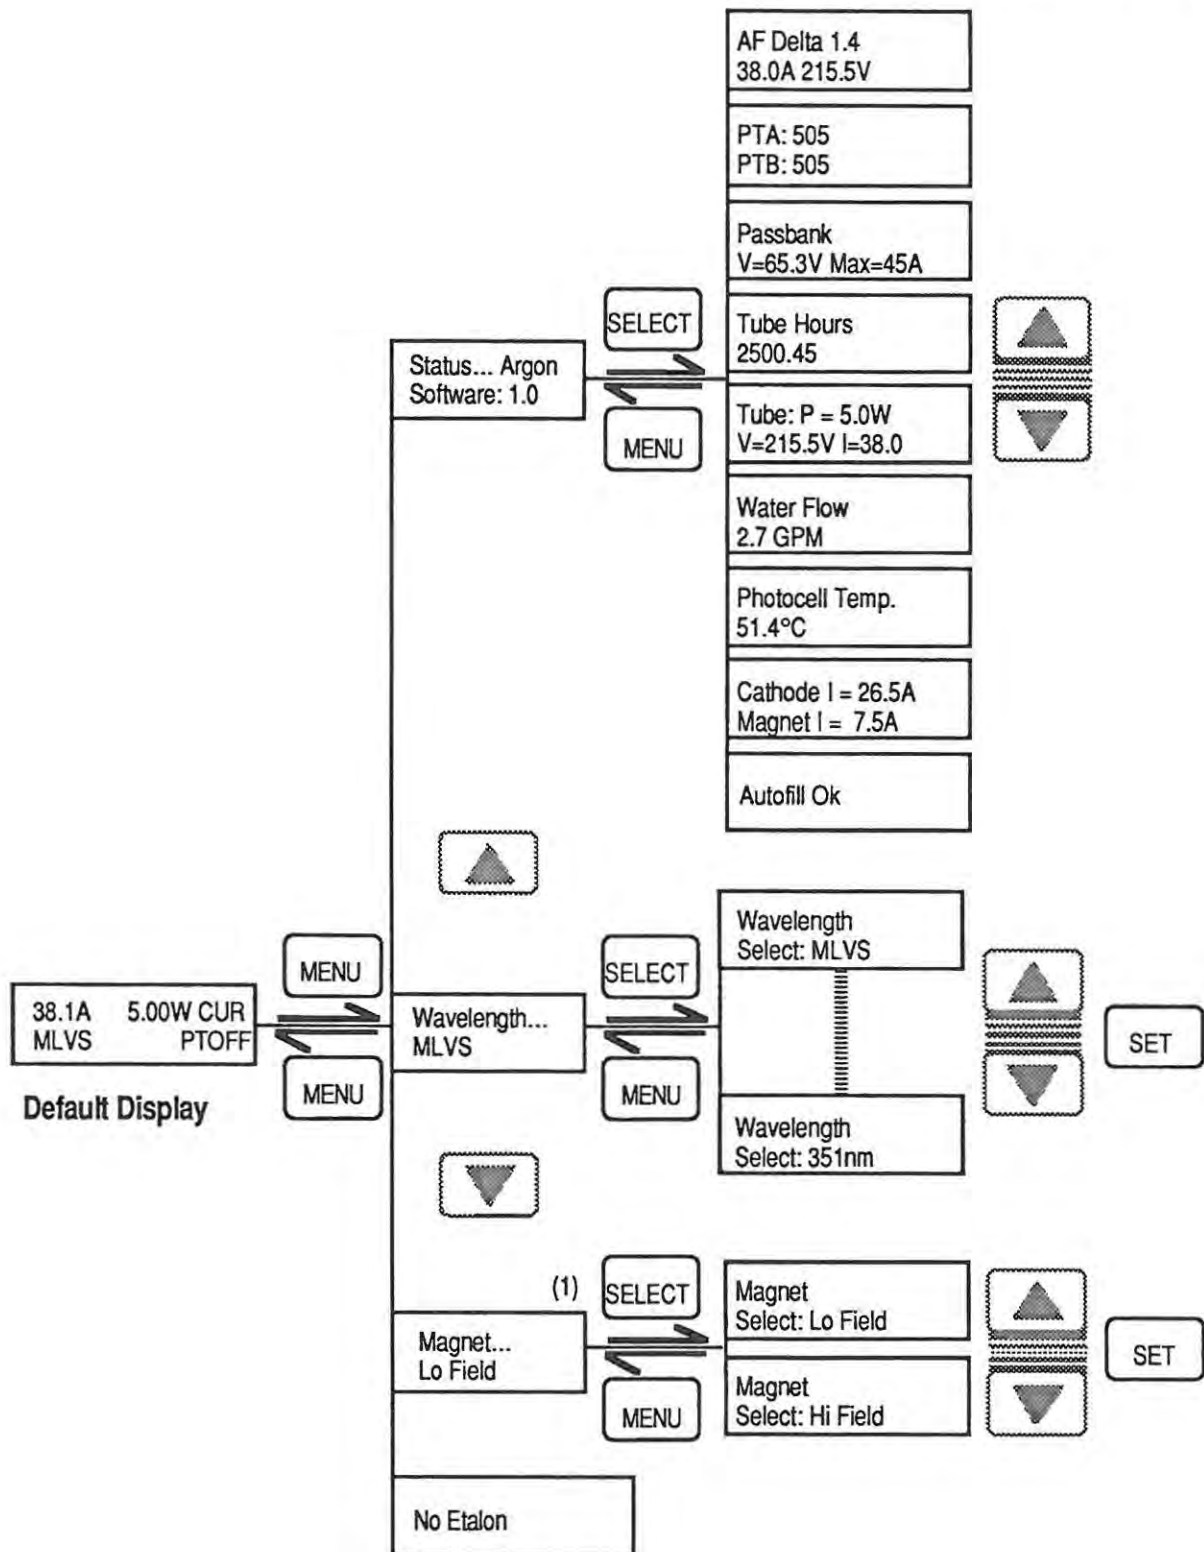 AF Delta 1.4
38.0A 215.5V
PTA: 505
PTB: 505
Passbank
V=65.3V Max=45A
SELECT
Tube Hours
2500.45
Status... Argon
Software: 1.0
MENU
Tube: P = 5.0W
V=215.5V I=38.0
Water Flow
2.7 GPM
Photocell Temp.
51.4°C
Cathode I = 26.5A
Magnet I = 7.5A
Autofill Ok
MENU
38.1A 5.00W CUR
MLVS PTOFF
MENU
Default Display
Wavelength...
MLVS
SELECT
MENU
Wavelength
Select: MLVS
Wavelength
Select: 351nm
SET
(1)
SELECT
Magnet...
Lo Field
MENU
Magnet
Select: Lo Field
Magnet
Select: Hi Field
SET
No Etalon